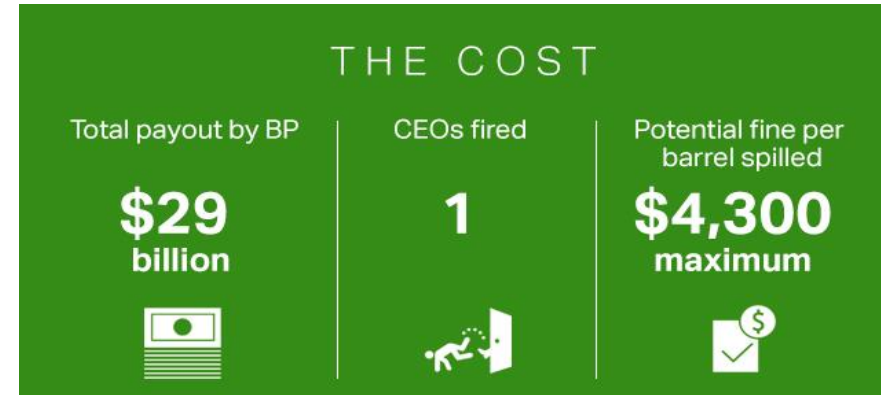 THE COST
Total payout by BP
$29
billion
CEOs fired
1
Potential fine per
barrel spilled
$4,300
maximum
$